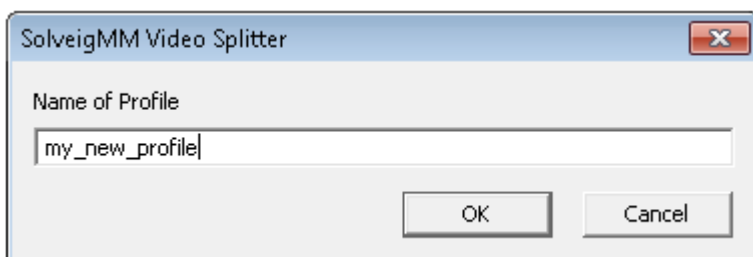 SolveigMM Video Splitter
Name of Profile
my_new_profile
OK Cancel